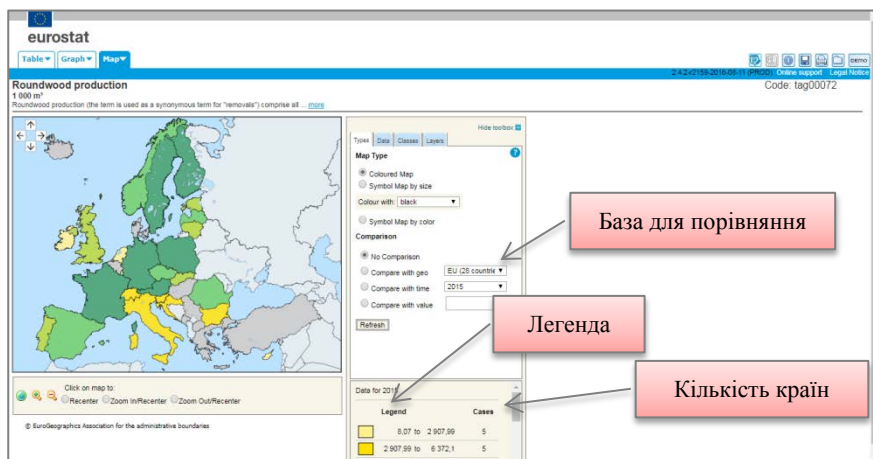 eurostat
Table Graph Map
DEMO
2.4.2-r2159-2016-08-11 (PROD) Online support Legal Notice
Roundwood production
Code: tag00072
1 000 m³
Roundwood production (the term is used as a synonymous term for "removals") comprise all ... more
Hide toolbox
Types Data Classes Layers
Map Type
?
Coloured Map
Symbol Map by size
Colour with: black
Symbol Map by color
Comparison
No Comparison
Compare with geo EU (28 countrie
Compare with time 2015
Compare with value
Refresh
База для порівняння
Легенда
Кількість країн
Click on map to:
Recenter Zoom In/Recenter Zoom Out/Recenter
© EuroGeographics Association for the administrative boundaries
Data for 2015
Legend Cases
8,07 to 2 907,99 5
2 907,99 to 6 372,1 5